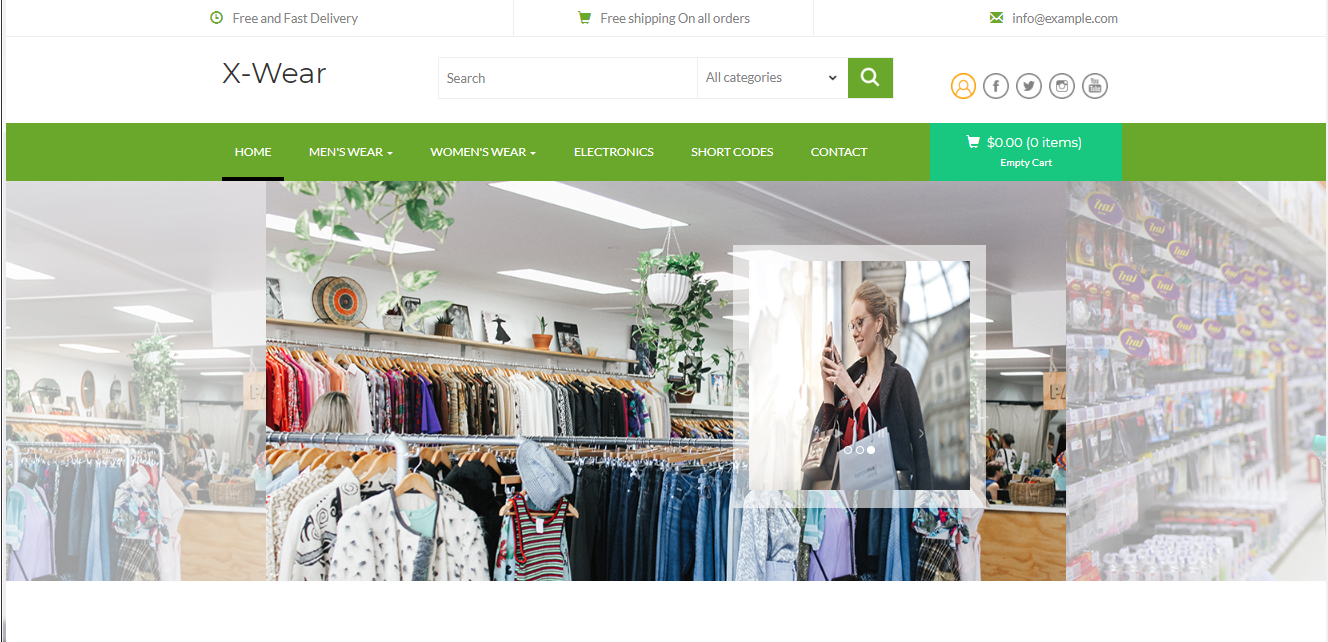 Free and Fast Delivery
Free shipping On all orders
info@example.com
X-Wear
Search
All categories
HOME
MEN'S WEAR
WOMEN'S WEAR
ELECTRONICS
SHORT CODES
CONTACT
$0.00 (0 items)
Empty Cart